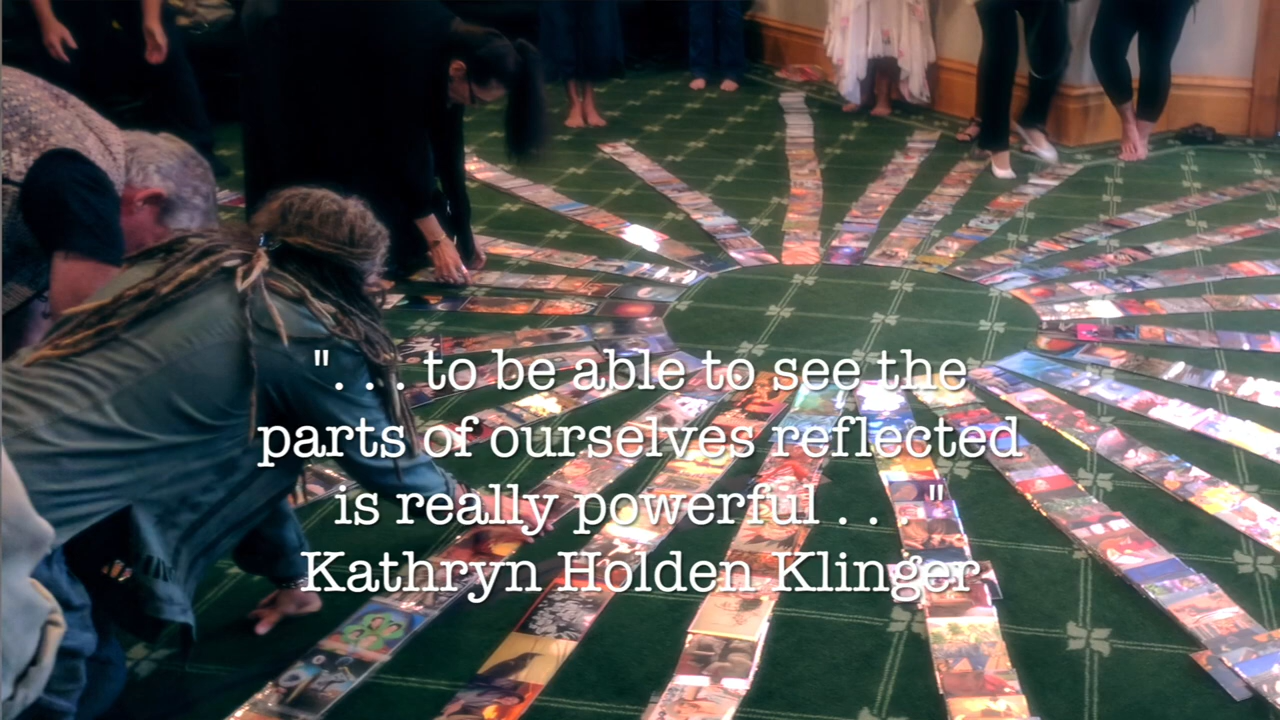 ". . . to be able to see the
parts of ourselves reflected
is really powerful . . ."
Kathryn Holden Klinger